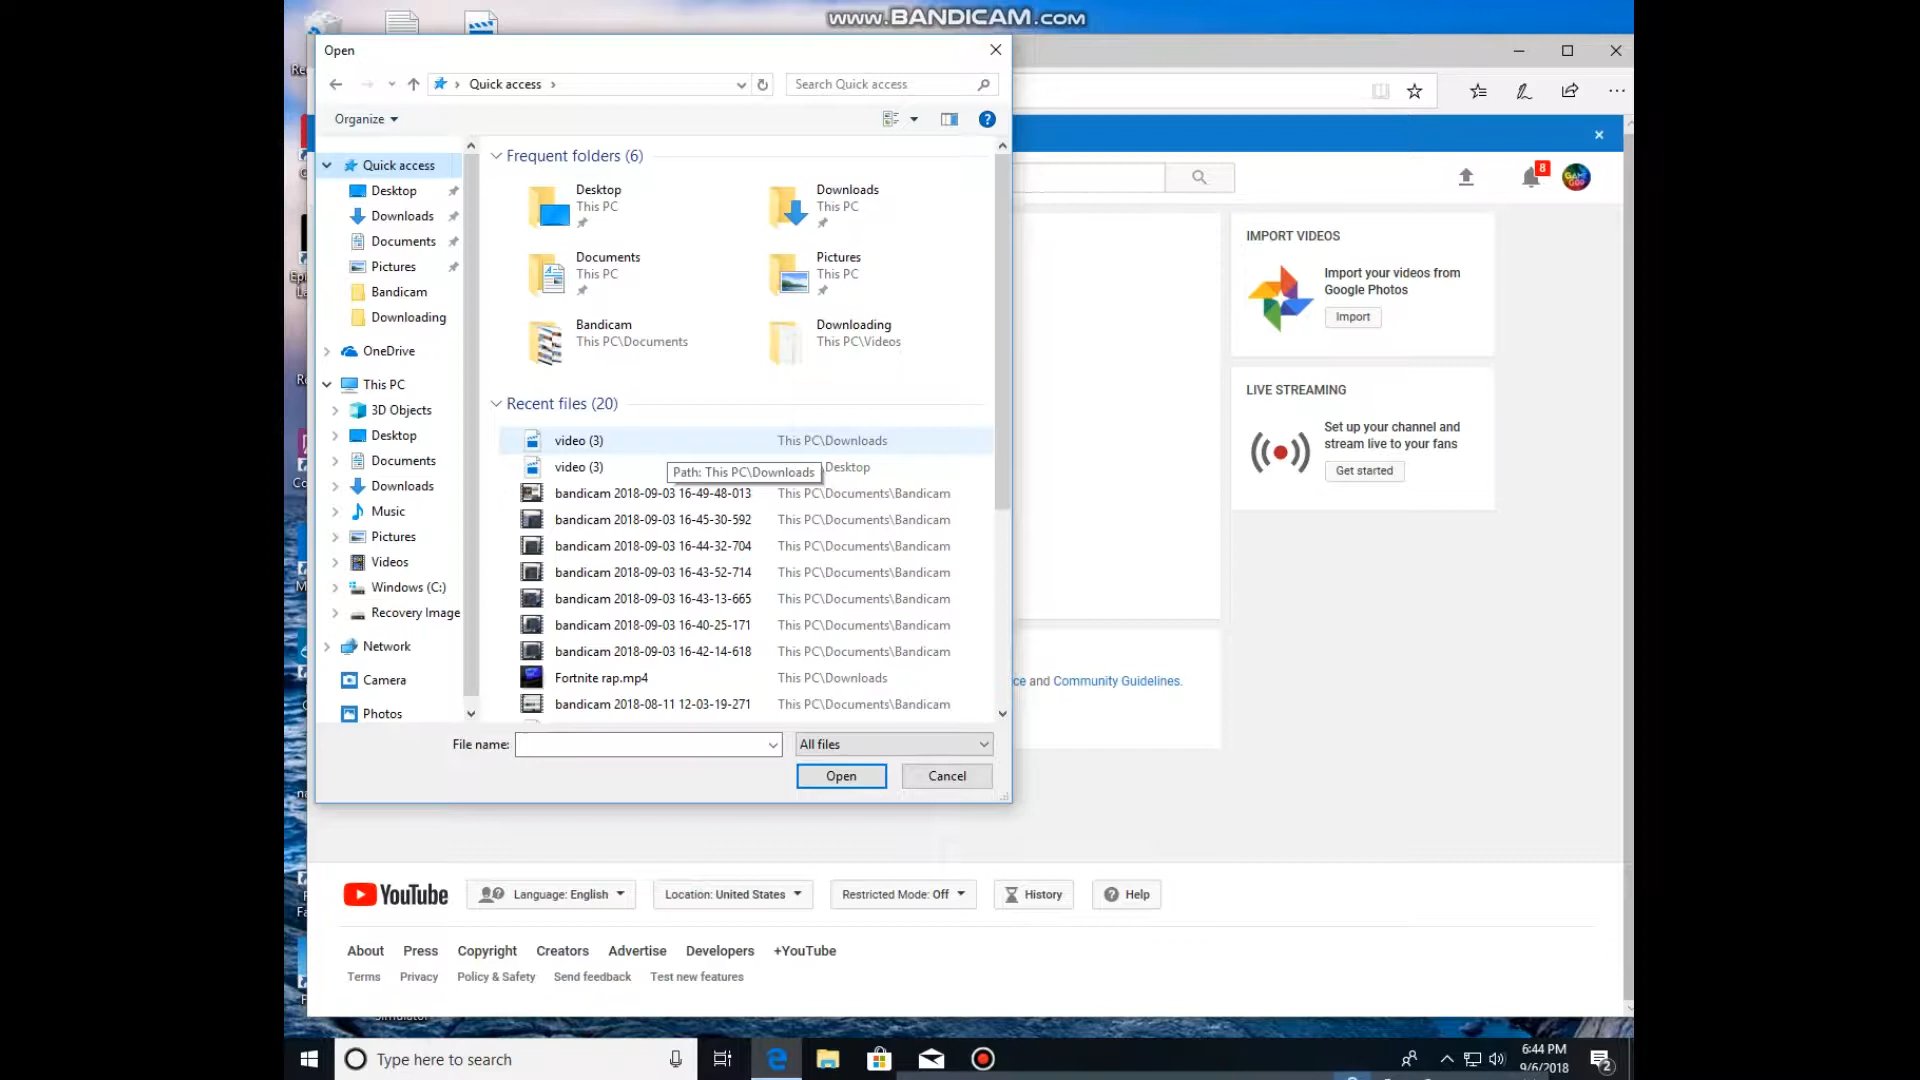 www.BANDICAM.com
Open
Quick access
Search Quick access
Organize
Quick access
Desktop
Downloads
Documents
Pictures
Bandicam
Downloading
OneDrive
This PC
3D Objects
Desktop
Documents
Downloads
Music
Pictures
Videos
Windows (C:)
Recovery Image
Network
Camera
Photos
Frequent folders (6)
Desktop
This PC
Downloads
This PC
Documents
This PC
Pictures
This PC
Bandicam
This PC\Documents
Downloading
This PC\Videos
Recent files (20)
video (3) This PC\Downloads
video (3) \Desktop
Path: This PC\Downloads
bandicam 2018-09-03 16-49-48-013 This PC\Documents\Bandicam
bandicam 2018-09-03 16-45-30-592 This PC\Documents\Bandicam
bandicam 2018-09-03 16-44-32-704 This PC\Documents\Bandicam
bandicam 2018-09-03 16-43-52-714 This PC\Documents\Bandicam
bandicam 2018-09-03 16-43-13-665 This PC\Documents\Bandicam
bandicam 2018-09-03 16-40-25-171 This PC\Documents\Bandicam
bandicam 2018-09-03 16-42-14-618 This PC\Documents\Bandicam
Fortnite rap.mp4 This PC\Downloads
bandicam 2018-08-11 12-03-19-271 This PC\Documents\Bandicam
File name:
All files
Open
Cancel
8
IMPORT VIDEOS
Import your videos from
Google Photos
Import
LIVE STREAMING
Set up your channel and
stream live to your fans
Get started
and Community Guidelines.
YouTube
Language: English
Location: United States
Restricted Mode: Off
History
Help
About Press Copyright Creators Advertise Developers +YouTube
Terms Privacy Policy & Safety Send feedback Test new features
Type here to search
6:44 PM
9/6/2018
2